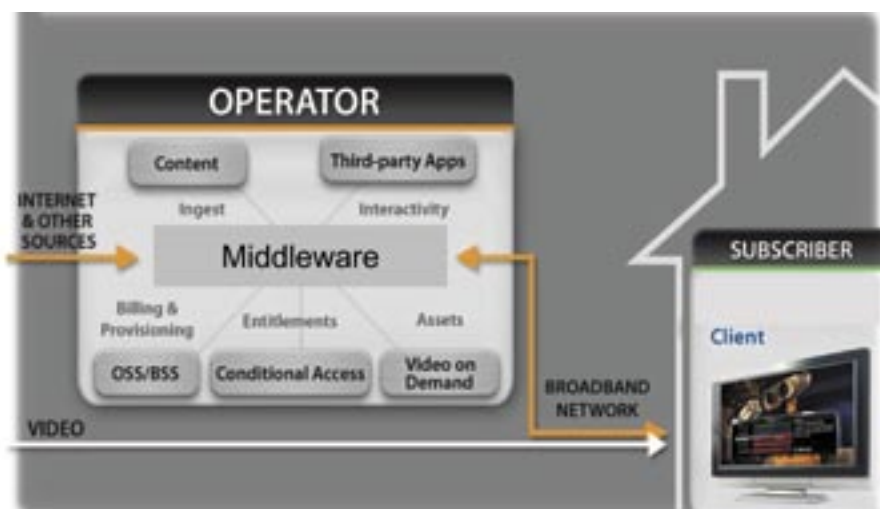 OPERATOR
Content
Third-party Apps
INTERNET
& OTHER
SOURCES
Ingest
Interactivity
Middleware
SUBSCRIBER
Billing &
Provisioning
Entitlements
Assets
Client
OSS/BSS
Conditional Access
Video on
Demand
BROADBAND
NETWORK
VIDEO